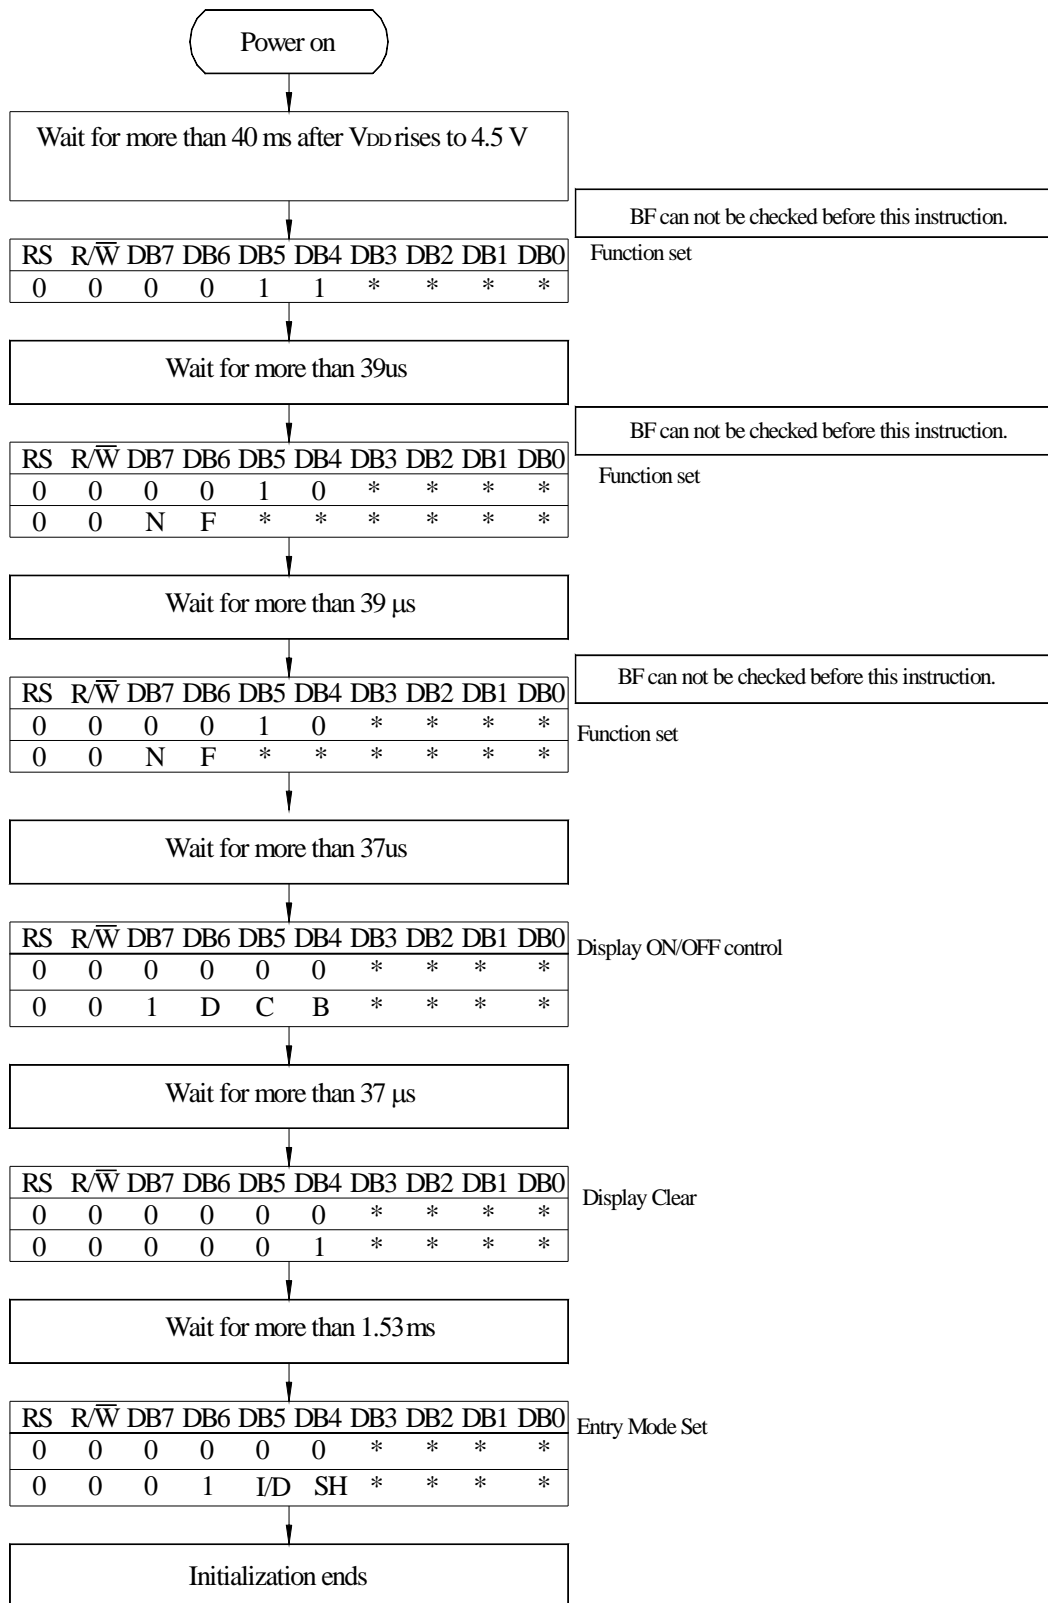 Power on
Wait for more than 40 ms after VDD rises to 4.5 V
BF can not be checked before this instruction.
RS R/W̅ DB7 DB6 DB5 DB4 DB3 DB2 DB1 DB0
Function set
0 0 0 0 1 1 * * * *
Wait for more than 39us
BF can not be checked before this instruction.
RS R/W̅ DB7 DB6 DB5 DB4 DB3 DB2 DB1 DB0
Function set
0 0 0 0 1 0 * * * *
0 0 N F * * * * * *
Wait for more than 39 µs
BF can not be checked before this instruction.
RS R/W̅ DB7 DB6 DB5 DB4 DB3 DB2 DB1 DB0
0 0 0 0 1 0 * * * *
Function set
0 0 N F * * * * * *
Wait for more than 37us
RS R/W̅ DB7 DB6 DB5 DB4 DB3 DB2 DB1 DB0
Display ON/OFF control
0 0 0 0 0 0 * * * *
0 0 1 D C B * * * *
Wait for more than 37 µs
RS R/W̅ DB7 DB6 DB5 DB4 DB3 DB2 DB1 DB0
Display Clear
0 0 0 0 0 0 * * * *
0 0 0 0 0 1 * * * *
Wait for more than 1.53 ms
RS R/W̅ DB7 DB6 DB5 DB4 DB3 DB2 DB1 DB0
Entry Mode Set
0 0 0 0 0 0 * * * *
0 0 0 1 I/D SH * * * *
Initialization ends